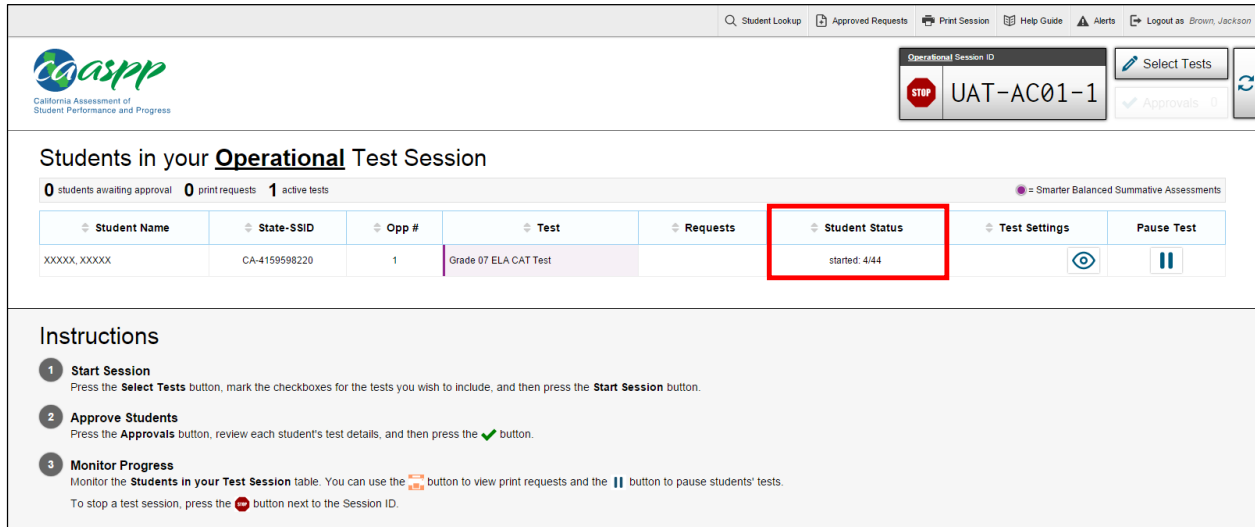 Student Lookup Approved Requests Print Session Help Guide Alerts Logout as Brown, Jackson
caaspp
California Assessment of
Student Performance and Progress
Operational Session ID
STOP UAT-AC01-1
Select Tests
Approvals 0
Students in your Operational Test Session
0 students awaiting approval 0 print requests 1 active tests = Smarter Balanced Summative Assessments
Student Name State-SSID Opp # Test Requests Student Status Test Settings Pause Test
XXXXX, XXXXX CA-4159598220 1 Grade 07 ELA CAT Test started: 4/44
Instructions
1 Start Session
Press the Select Tests button, mark the checkboxes for the tests you wish to include, and then press the Start Session button.
2 Approve Students
Press the Approvals button, review each student's test details, and then press the button.
3 Monitor Progress
Monitor the Students in your Test Session table. You can use the button to view print requests and the button to pause students' tests.
To stop a test session, press the STOP button next to the Session ID.